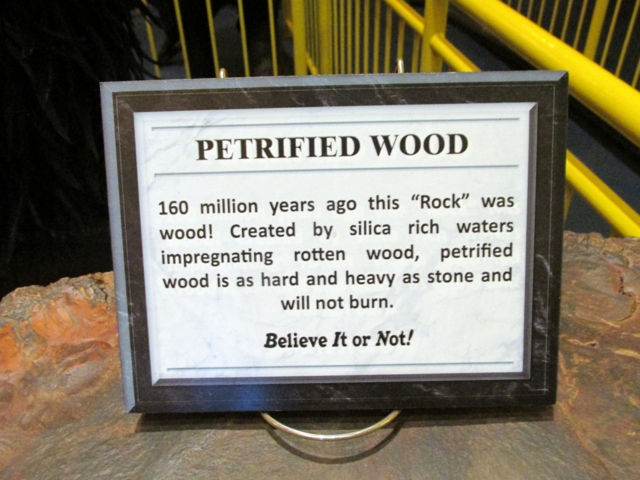 PETRIFIED WOOD
160 million years ago this “Rock” was
wood! Created by silica rich waters
impregnating rotten wood, petrified
wood is as hard and heavy as stone and
will not burn.
Believe It or Not!